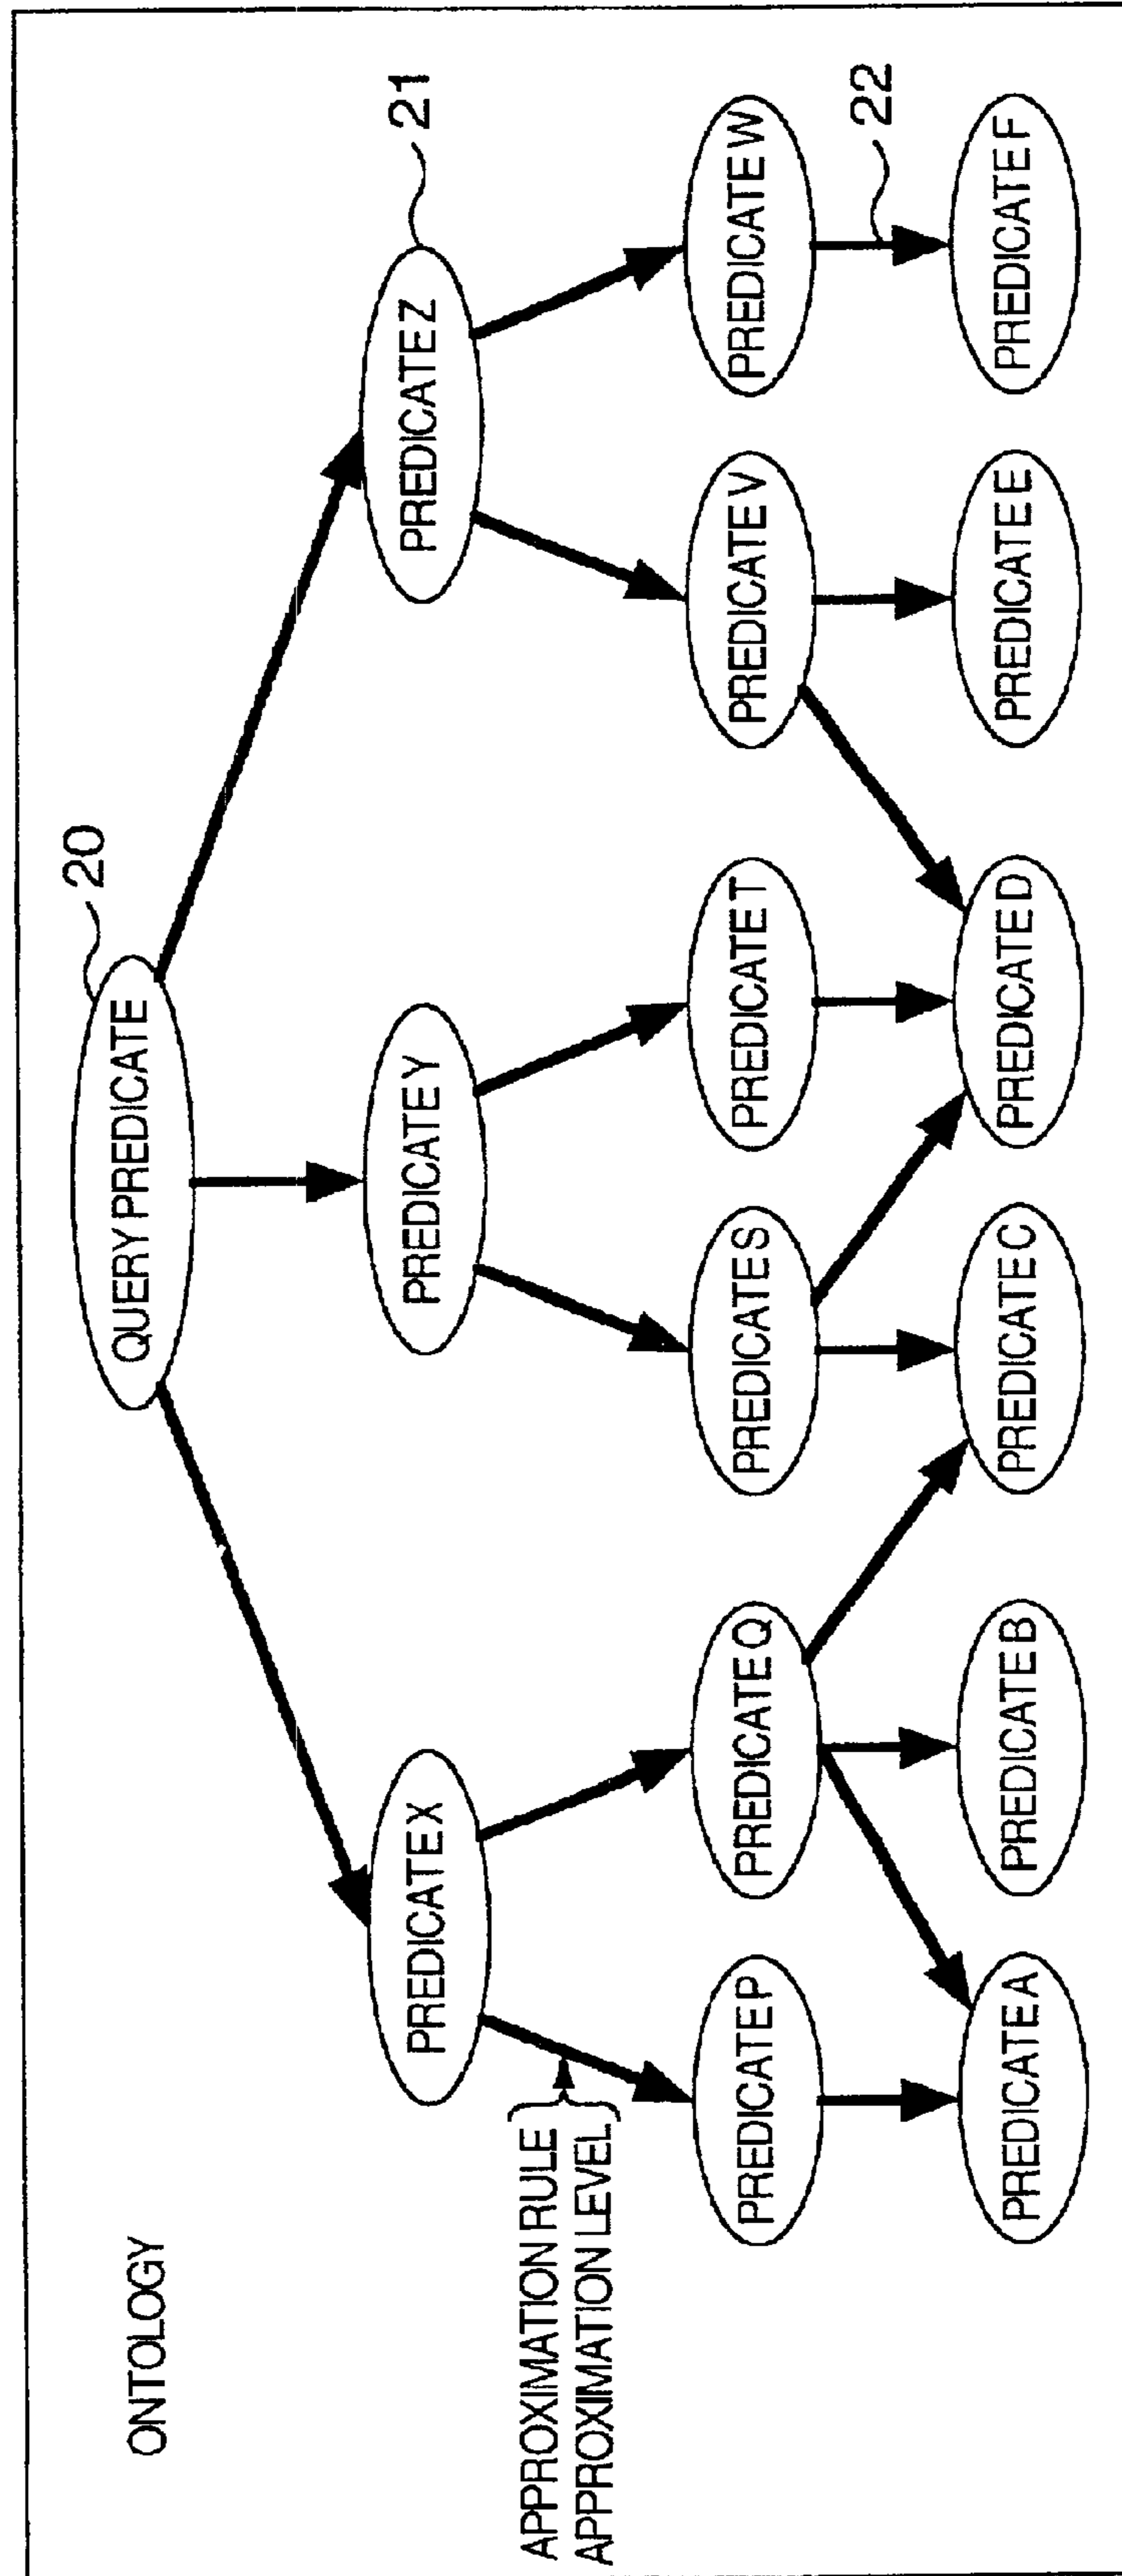 ONTOLOGY
QUERY PREDICATE
20
PREDICATE X
PREDICATE Y
PREDICATE Z
21
APPROXIMATION RULE
APPROXIMATION LEVEL
PREDICATE P
PREDICATE Q
PREDICATE S
PREDICATE T
PREDICATE V
PREDICATE W
22
PREDICATE A
PREDICATE B
PREDICATE C
PREDICATE D
PREDICATE E
PREDICATE F